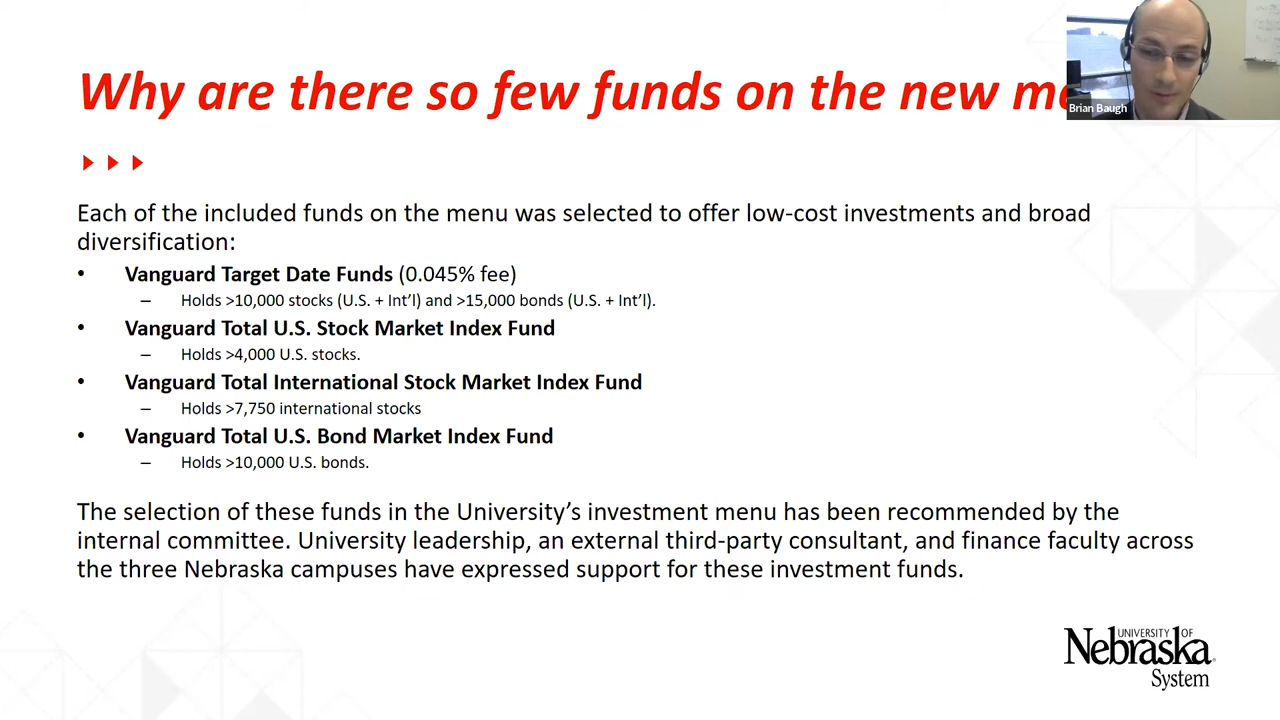 Why are there so few funds on the new
Brian Baugh
Each of the included funds on the menu was selected to offer low-cost investments and broad
diversification:
• Vanguard Target Date Funds (0.045% fee)
– Holds >10,000 stocks (U.S. + Int'l) and >15,000 bonds (U.S. + Int'l).
• Vanguard Total U.S. Stock Market Index Fund
– Holds >4,000 U.S. stocks.
• Vanguard Total International Stock Market Index Fund
– Holds >7,750 international stocks
• Vanguard Total U.S. Bond Market Index Fund
– Holds >10,000 U.S. bonds.
The selection of these funds in the University's investment menu has been recommended by the
internal committee. University leadership, an external third-party consultant, and finance faculty across
the three Nebraska campuses have expressed support for these investment funds.
UNIVERSITY OF
Nebraska
System